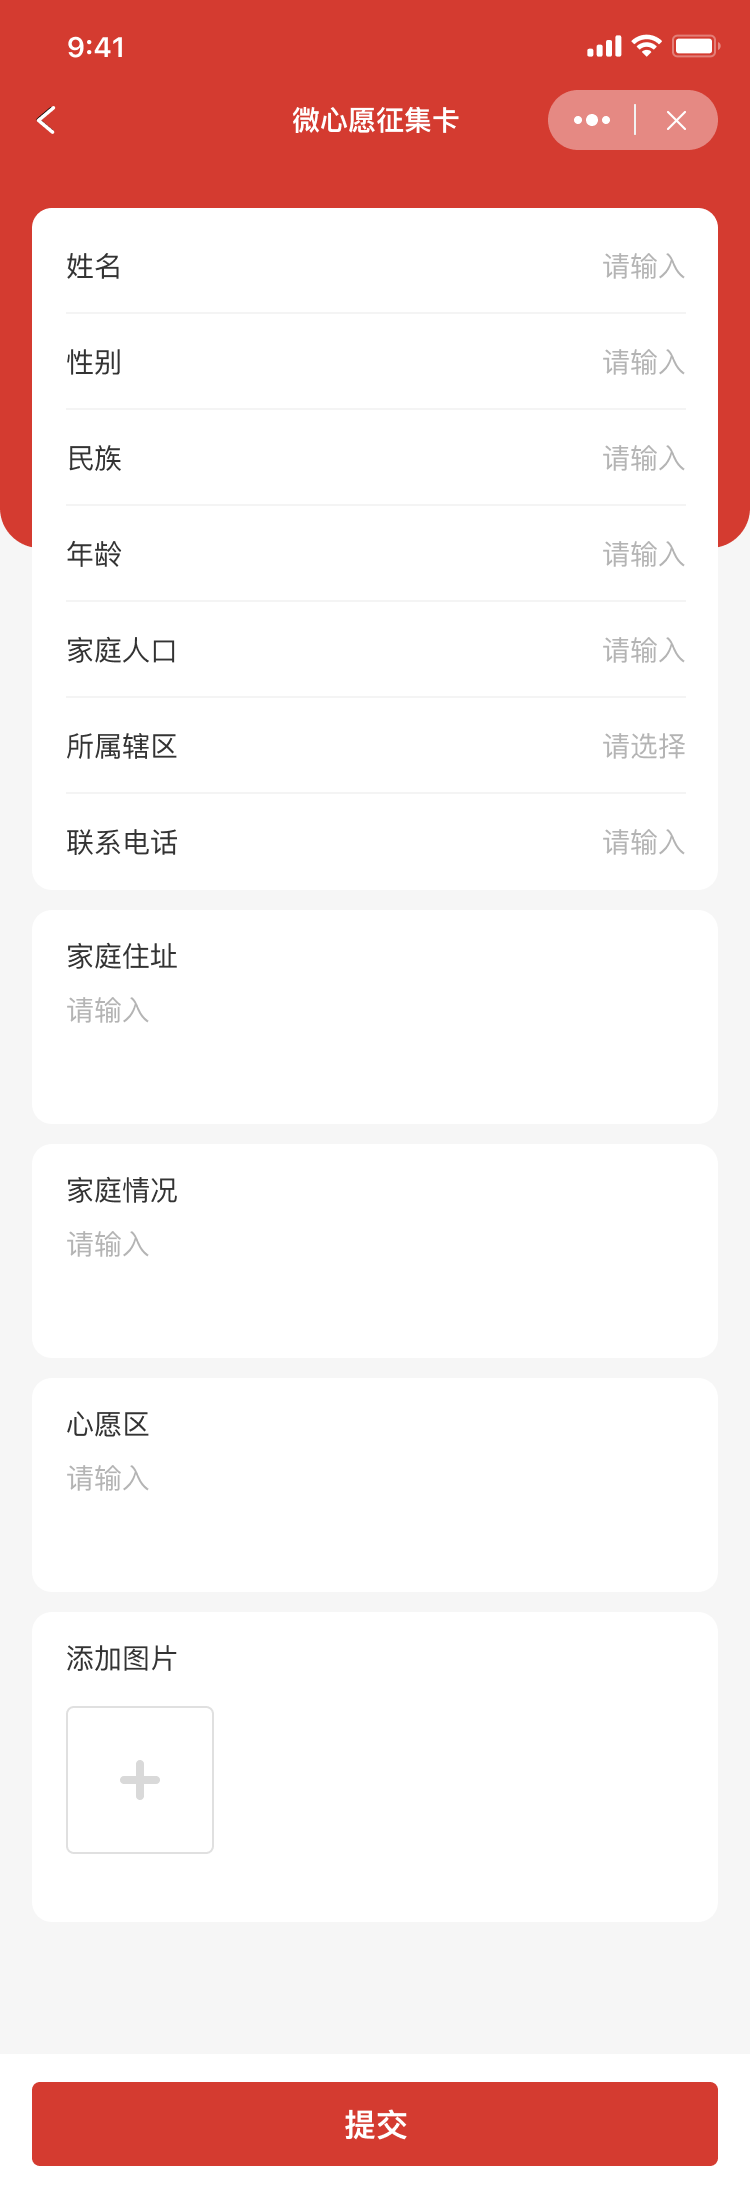 9:41
微心愿征集卡
姓名 请输入
性别 请输入
民族 请输入
年龄 请输入
家庭人口 请输入
所属辖区 请选择
联系电话 请输入
家庭住址
请输入
家庭情况
请输入
心愿区
请输入
添加图片
提交